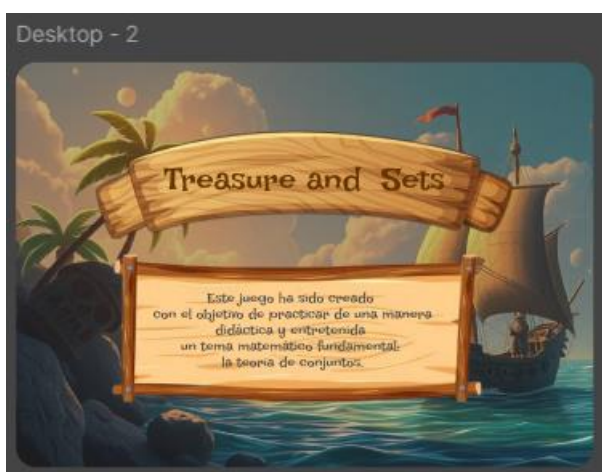 Desktop - 2
Treasure and Sets
Este juego ha sido creado
con el objetivo de practicar de una manera
didáctica y entretenida
un tema matemático fundamental:
la teoría de conjuntos.